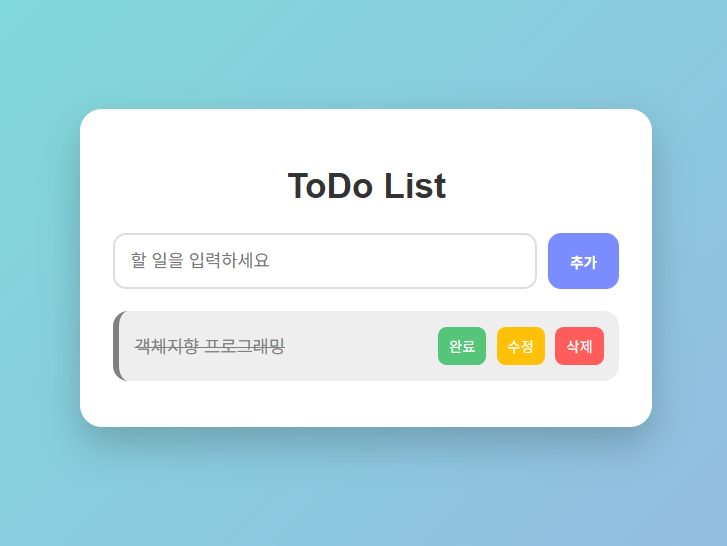 ToDo List
할 일을 입력하세요
추가
객체지향 프로그래밍
완료
수정
삭제